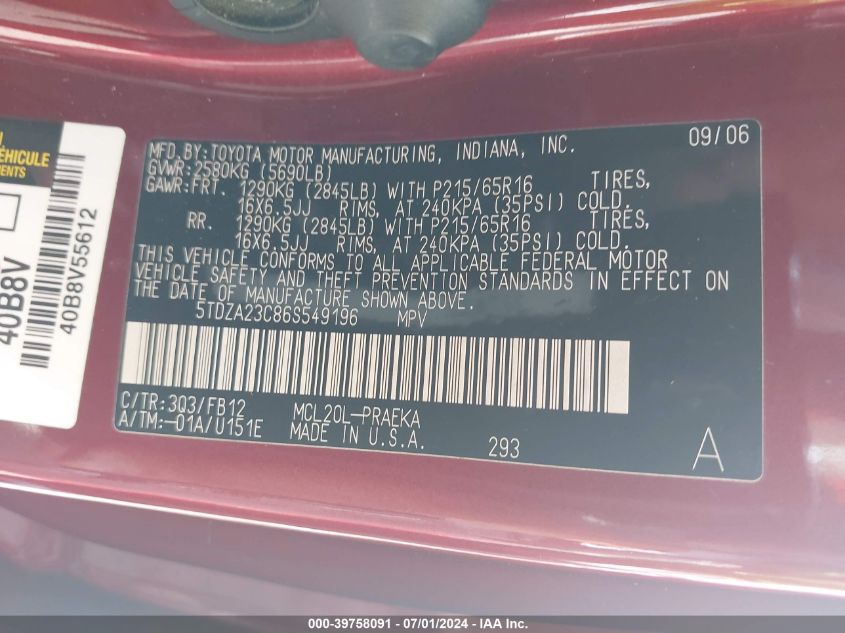 MFD.BY:TOYOTA MOTOR MANUFACTURING, INDIANA, INC. 09/06
GVWR:2580KG (5690LB)
GAWR:FRT. 1290KG (2845LB) WITH P215/65R16 TIRES,
16X6.5JJ RIMS, AT 240KPA (35PSI) COLD.
RR. 1290KG (2845LB) WITH P215/65R16 TIRES,
16X6.5JJ RIMS, AT 240KPA (35PSI) COLD.
THIS VEHICLE CONFORMS TO ALL APPLICABLE FEDERAL MOTOR
VEHICLE SAFETY AND THEFT PREVENTION STANDARDS IN EFFECT ON
THE DATE OF MANUFACTURE SHOWN ABOVE.
5TDZA23C86S549196 MPV
C/TR:3Q3/FB12 MCL20L-PRAEKA
A/TM:-01A/U151E MADE IN U.S.A. 293 A
40B8V
40B8V55612
000-39758091 - 07/01/2024 - IAA Inc.